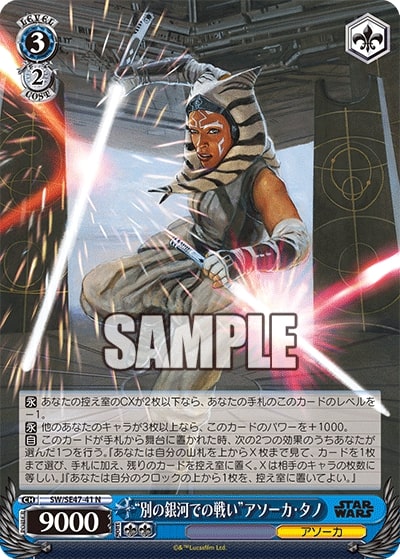 LEVEL
3
2
COST
SAMPLE
永 あなたの控え室のCXが2枚以下なら、あなたの手札のこのカードのレベルを
－1。
永 他のあなたのキャラが3枚以上なら、このカードのパワーを＋1000。
自 このカードが手札から舞台に置かれた時、次の2つの効果のうちあなたが
選んだ1つを行う。『あなたは自分の山札を上からX枚まで見て、カードを1枚
まで選び、手札に加え、残りのカードを控え室に置く。Xは相手のキャラの枚数に
等しい。』『あなたは自分のクロックの上から1枚を、控え室に置いてよい。』
CH
SW/SE47-41 N
POWER
9000
“別の銀河での戦い”アソーカ・タノ
STAR
WARS
アソーカ
©&™ Lucasfilm Ltd.